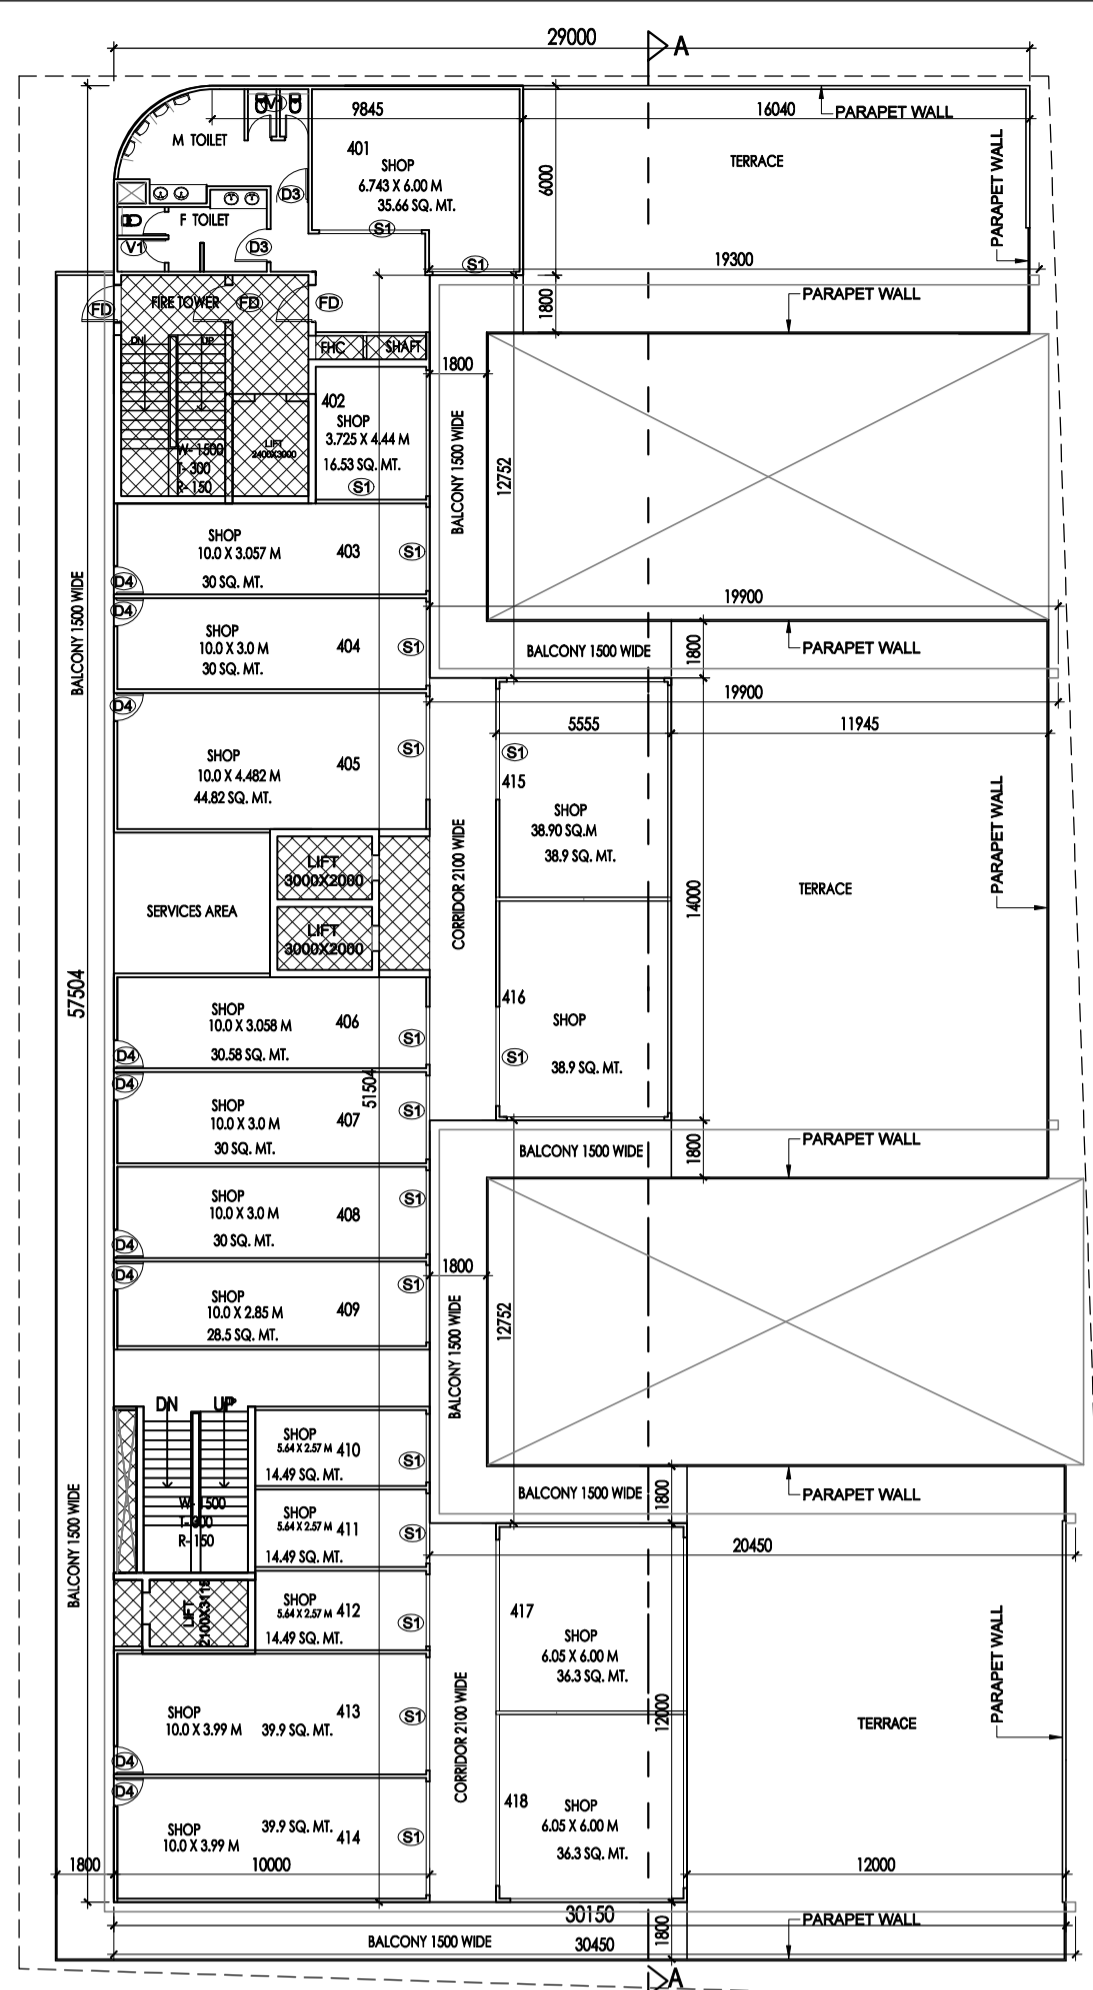 29000
A
9845
16040
PARAPET WALL
M TOILET
V1
401
SHOP
6.743 X 6.00 M
35.66 SQ. MT.
TERRACE
PARAPET WALL
6000
D3
F TOILET
S1
V1
D3
S1
19300
FD
FIRE TOWER
FD
FD
1800
PARAPET WALL
DN
UP
FHC
SHAFT
1800
402
SHOP
3.725 X 4.44 M
16.53 SQ. MT.
S1
LIFT
2400X3000
W- 1500
T- 300
R- 150
BALCONY 1500 WIDE
12752
SHOP
10.0 X 3.057 M
403
S1
30 SQ. MT.
D4
BALCONY 1500 WIDE
D4
19900
SHOP
10.0 X 3.0 M
404
S1
30 SQ. MT.
BALCONY 1500 WIDE
1800
PARAPET WALL
D4
19900
5555
11945
SHOP
10.0 X 4.482 M
405
S1
44.82 SQ. MT.
S1
415
SHOP
38.90 SQ.M
38.9 SQ. MT.
PARAPET WALL
LIFT
3000X2000
CORRIDOR 2100 WIDE
14000
TERRACE
SERVICES AREA
LIFT
3000X2000
57504
SHOP
10.0 X 3.058 M
406
S1
30.58 SQ. MT.
416
SHOP
S1
38.9 SQ. MT.
D4
D4
51504
SHOP
10.0 X 3.0 M
407
S1
30 SQ. MT.
BALCONY 1500 WIDE
1800
PARAPET WALL
SHOP
10.0 X 3.0 M
408
S1
30 SQ. MT.
D4
D4
1800
SHOP
10.0 X 2.85 M
409
S1
28.5 SQ. MT.
BALCONY 1500 WIDE
12752
DN
UP
SHOP
5.64 X 2.57 M
410
S1
14.49 SQ. MT.
BALCONY 1500 WIDE
1800
PARAPET WALL
BALCONY 1500 WIDE
W- 1500
T- 300
R- 150
SHOP
5.64 X 2.57 M
411
S1
14.49 SQ. MT.
20450
LIFT
SHOP
5.64 X 2.57 M
412
S1
14.49 SQ. MT.
417
SHOP
6.05 X 6.00 M
36.3 SQ. MT.
PARAPET WALL
SHOP
10.0 X 3.99 M
39.9 SQ. MT.
413
S1
D4
CORRIDOR 2100 WIDE
12000
TERRACE
D4
SHOP
10.0 X 3.99 M
39.9 SQ. MT.
414
S1
418
SHOP
6.05 X 6.00 M
36.3 SQ. MT.
1800
10000
12000
30150
BALCONY 1500 WIDE
30450
1800
PARAPET WALL
A